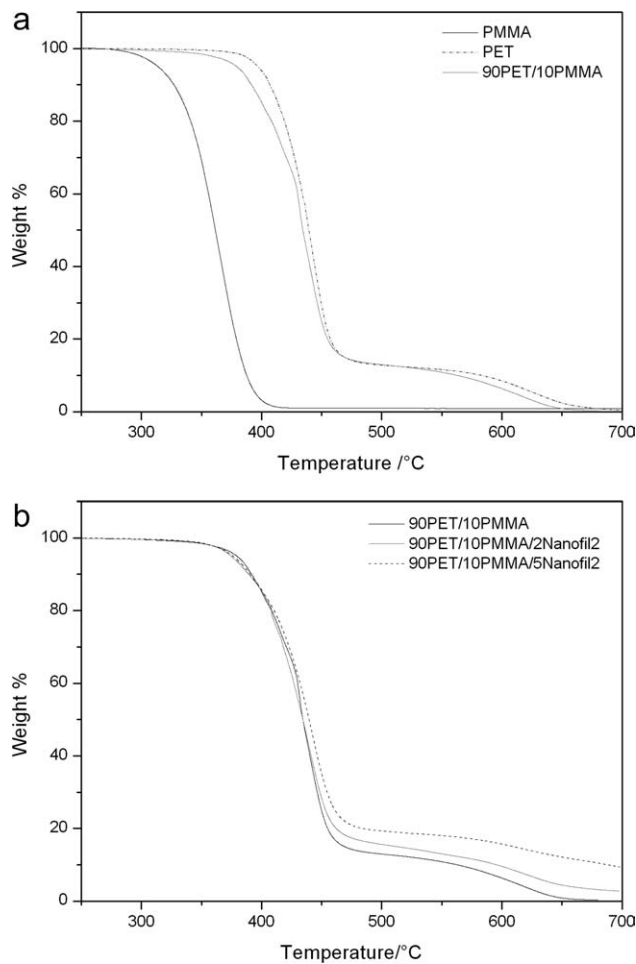 a
PMMA
PET
90PET/10PMMA
100
80
60
40
20
0
Weight %
300
400
500
600
700
Temperature /°C
b
90PET/10PMMA
90PET/10PMMA/2Nanofil2
90PET/10PMMA/5Nanofil2
100
80
60
40
20
0
Weight %
300
400
500
600
700
Temperature/°C